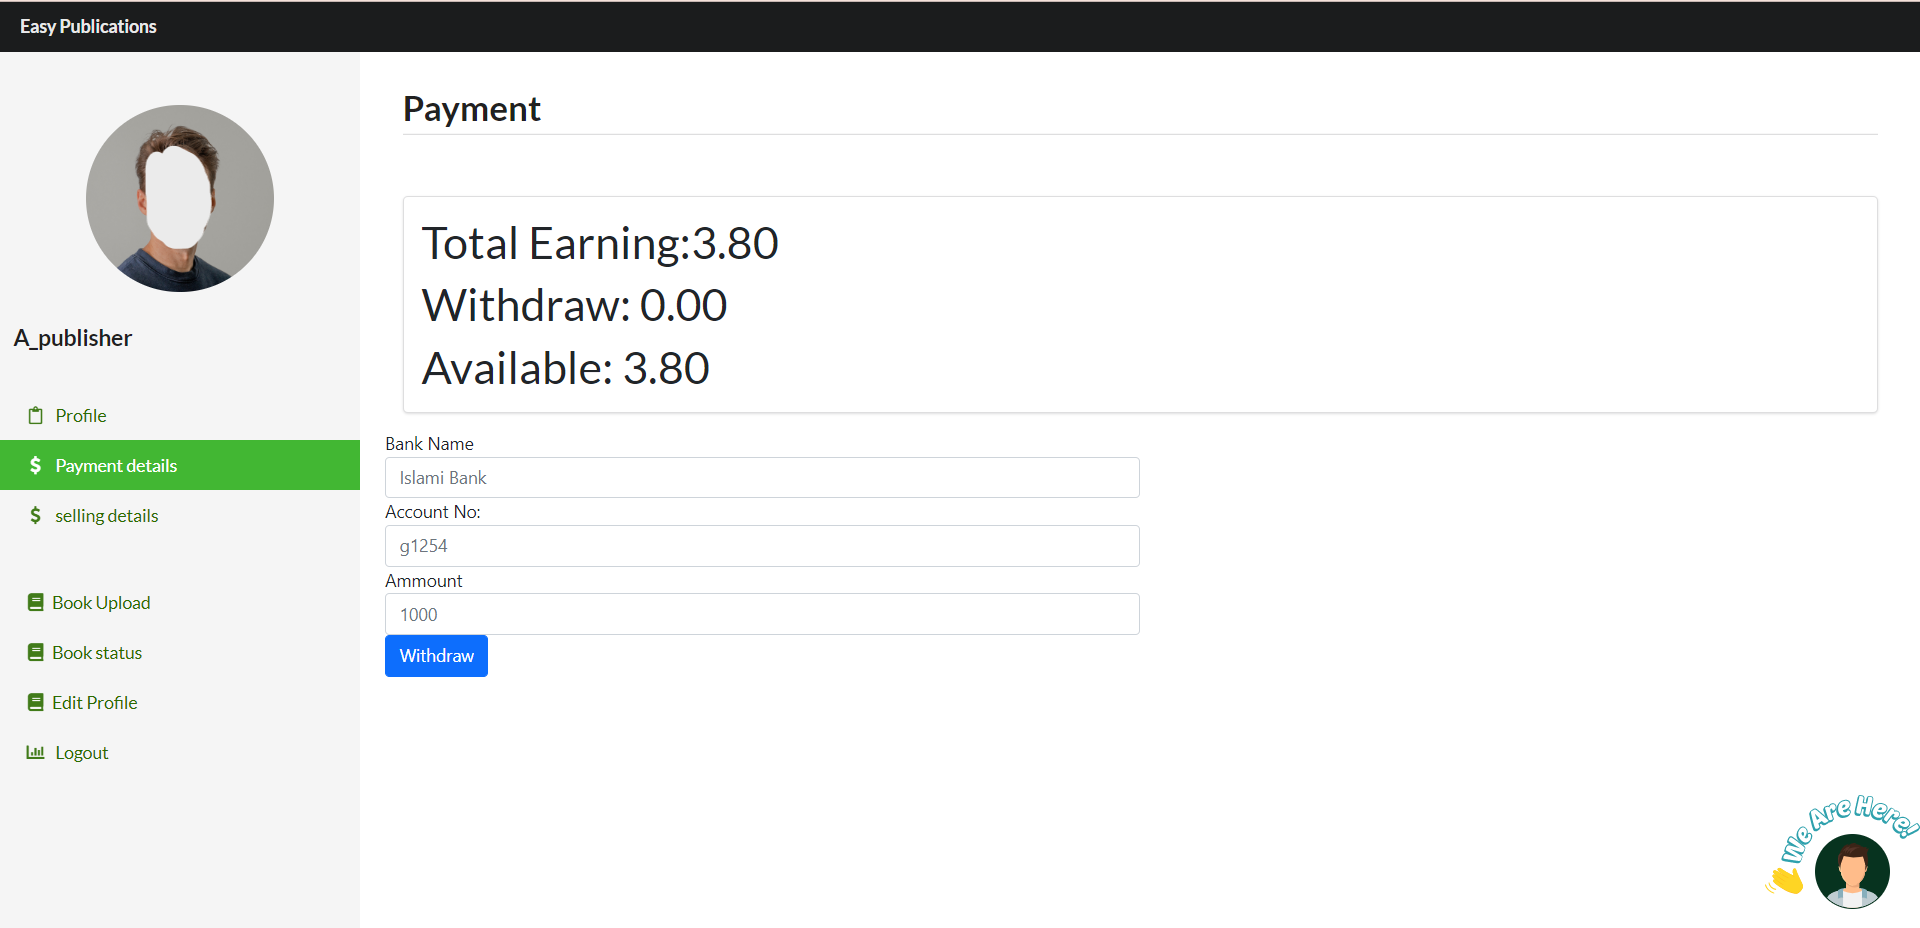 Easy Publications
A_publisher
Profile
Payment details
selling details
Book Upload
Book status
Edit Profile
Logout
Payment
Total Earning:3.80
Withdraw: 0.00
Available: 3.80
Bank Name
Islami Bank
Account No:
g1254
Ammount
1000
Withdraw
We Are Here!